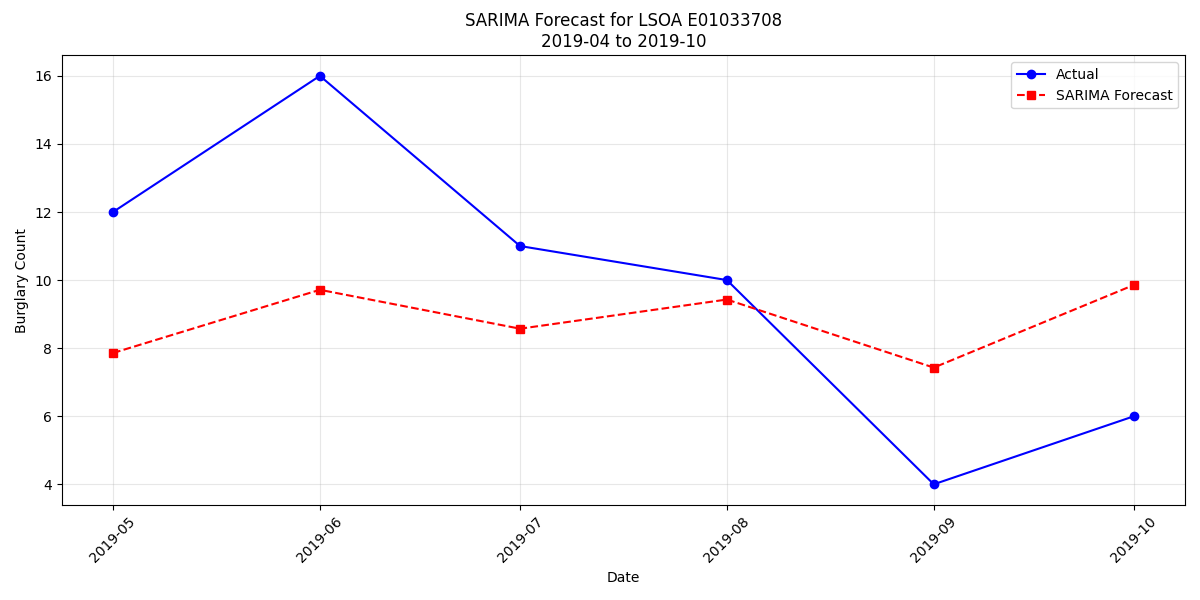 SARIMA Forecast for LSOA E01033708
2019-04 to 2019-10
Actual
SARIMA Forecast
Burglary Count
16
14
12
10
8
6
4
2019-05
2019-06
2019-07
2019-08
2019-09
2019-10
Date